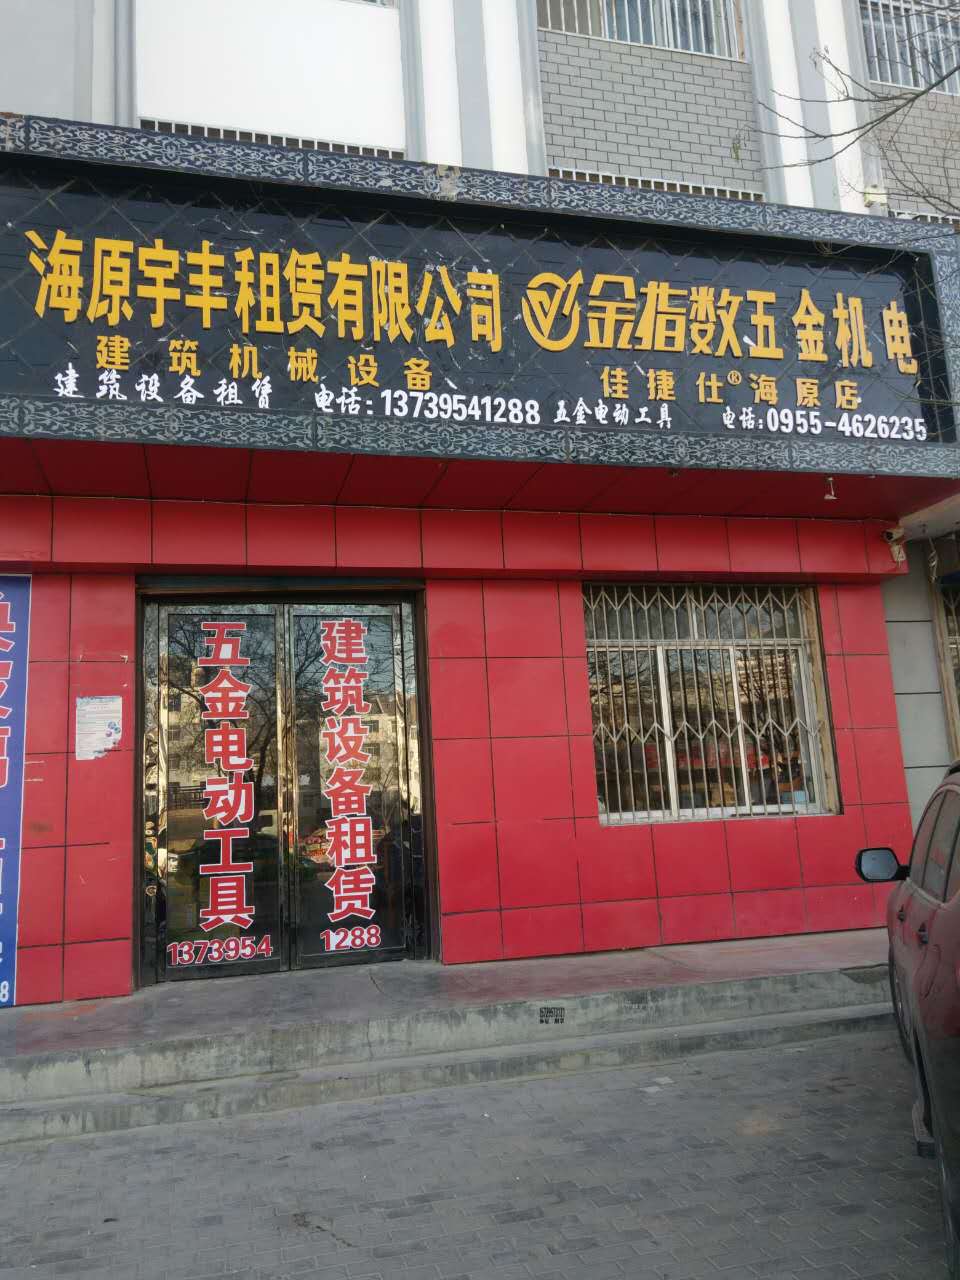 海原宇丰租赁有限公司
建筑机械设备
建筑设备租赁 电话:13739541288
金指数五金机电
佳捷仕®海原店
五金电动工具 电话:0955-4626235
五金电动工具
1373954
建筑设备租赁
1288
8